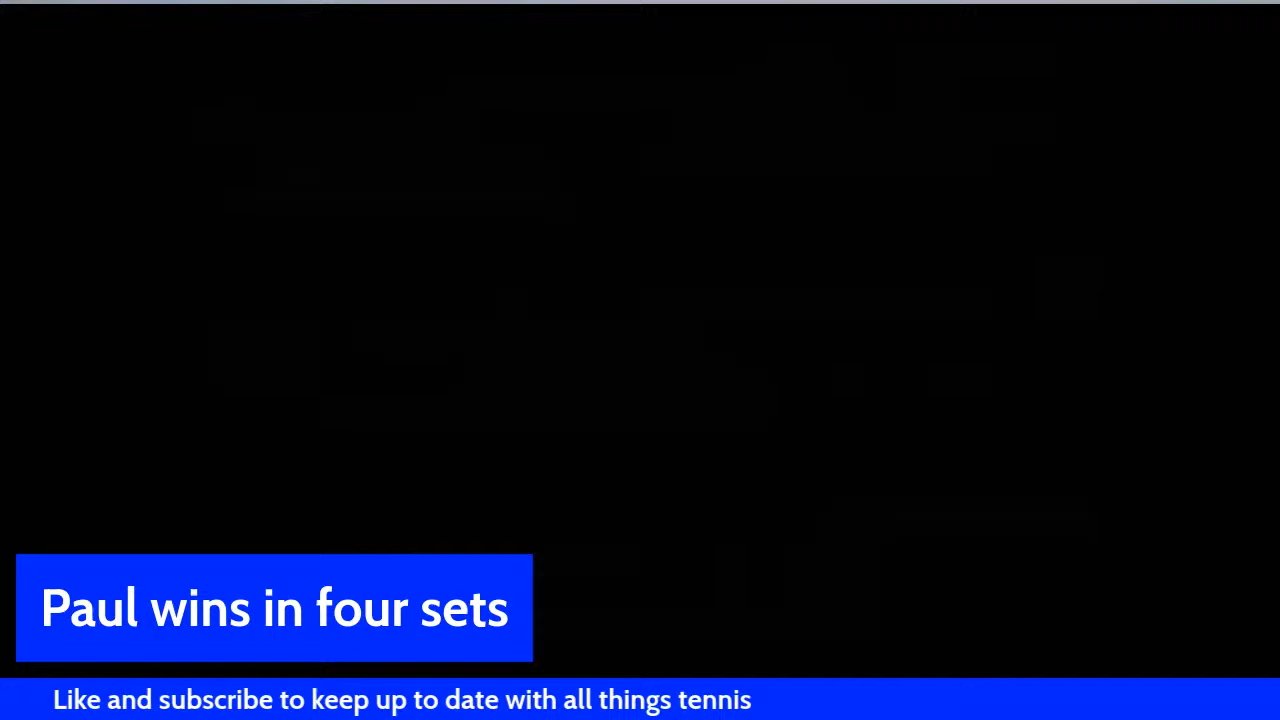 Paul wins in four sets
Like and subscribe to keep up to date with all things tennis